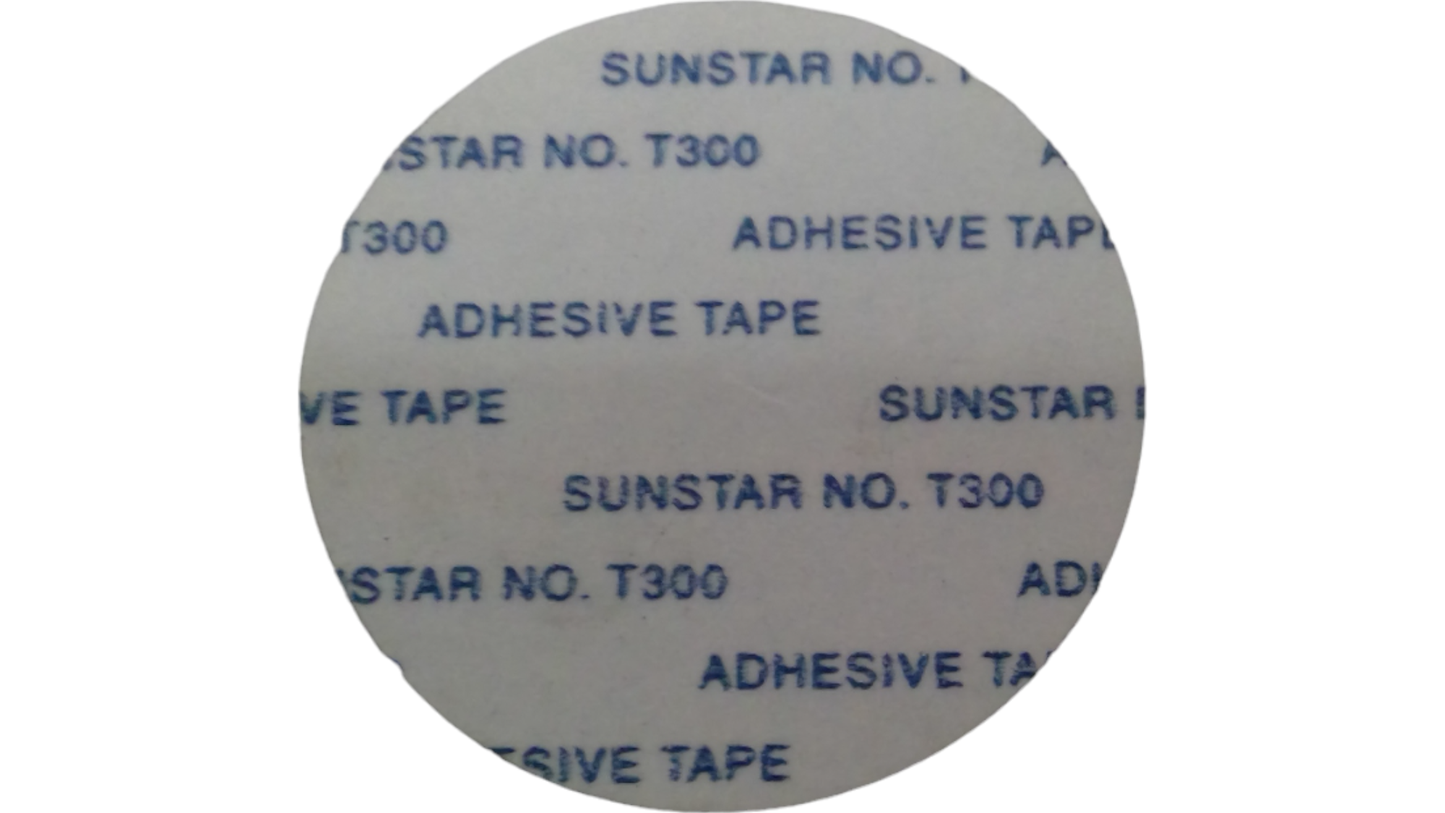 SUNSTAR NO.
STAR NO. T300
T300 ADHESIVE TAPE
ADHESIVE TAPE
VE TAPE SUNSTAR
SUNSTAR NO. T300
STAR NO. T300 AD
ADHESIVE TA
SIVE TAPE